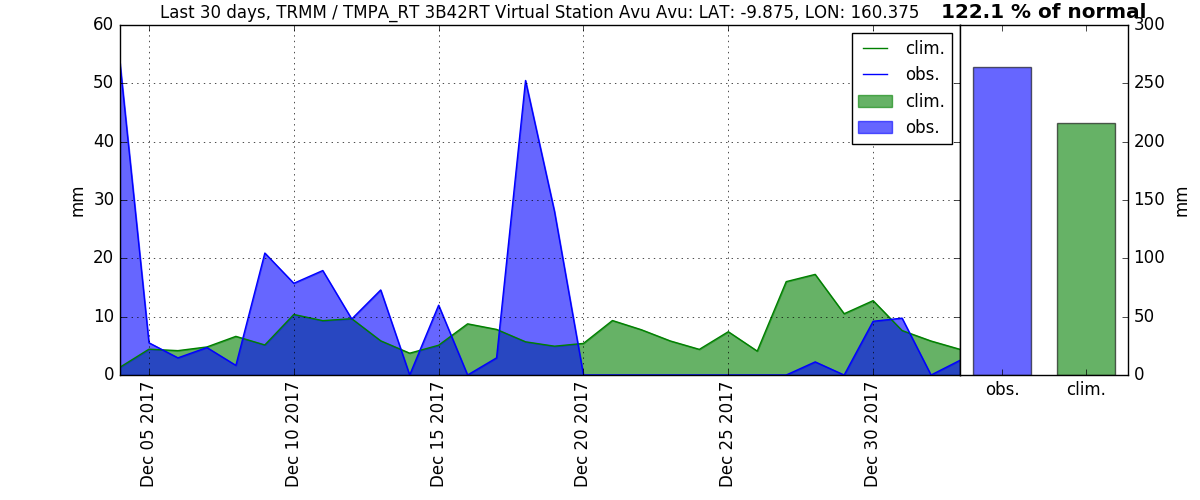 Last 30 days, TRMM / TMPA_RT 3B42RT Virtual Station Avu Avu: LAT: -9.875, LON: 160.375
122.1 % of normal
60
50
40
30
20
10
0
mm
clim.
obs.
clim.
obs.
Dec 05 2017
Dec 10 2017
Dec 15 2017
Dec 20 2017
Dec 25 2017
Dec 30 2017
300
250
200
150
100
50
0
mm
obs.
clim.